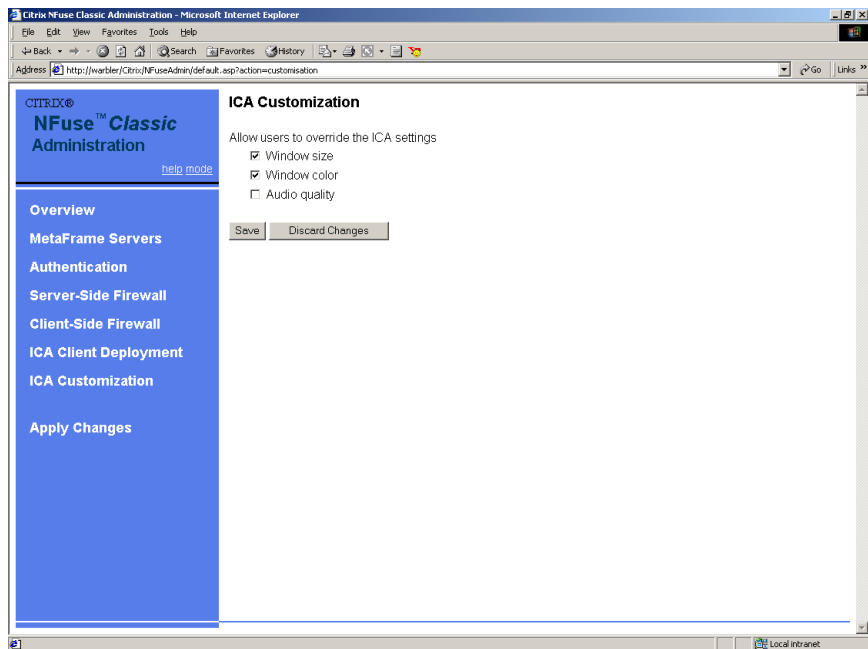 Citrix NFuse Classic Administration - Microsoft Internet Explorer
File Edit View Favorites Tools Help
Back Search Favorites History
Address http://warbler/Citrix/NFuseAdmin/default.asp?action=customisation Go Links »
CITRIX®
NFuse™ Classic
Administration
help mode
Overview
MetaFrame Servers
Authentication
Server-Side Firewall
Client-Side Firewall
ICA Client Deployment
ICA Customization
Apply Changes
ICA Customization
Allow users to override the ICA settings
Window size
Window color
Audio quality
Save Discard Changes
Local intranet